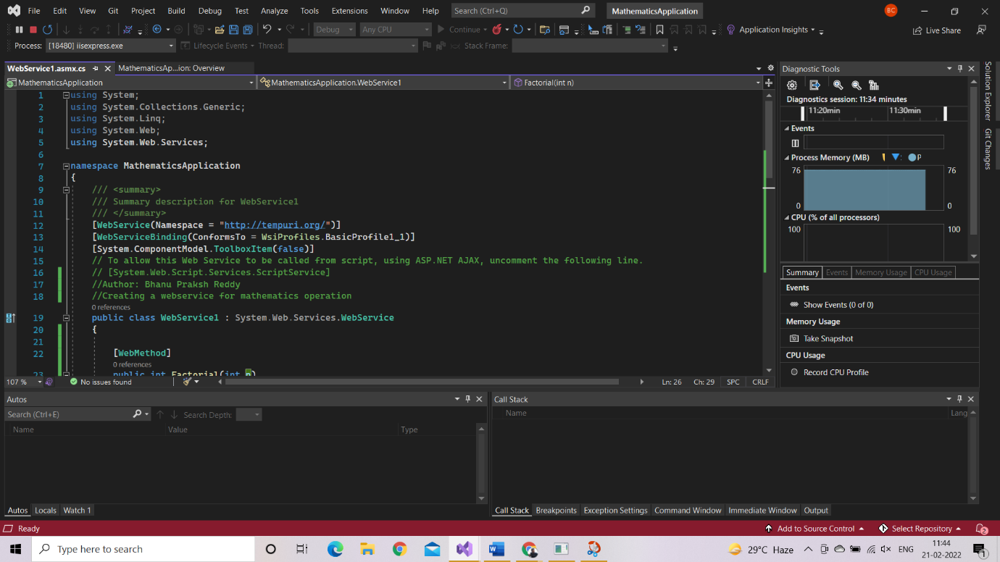 File Edit View Git Project Build Debug Test Analyze Tools Extensions Window Help Search (Ctrl+Q) MathematicsApplication BC
Debug Any CPU Continue Application Insights Live Share
Process: [18480] iisexpress.exe Lifecycle Events Thread: Stack Frame:
WebService1.asmx.cs MathematicsAp...ion: Overview
MathematicsApplication MathematicsApplication.WebService1 Factorial(int n)
1 using System;
2 using System.Collections.Generic;
3 using System.Linq;
4 using System.Web;
5 using System.Web.Services;
6
7 namespace MathematicsApplication
8 {
9 /// <summary>
10 /// Summary description for WebService1
11 /// </summary>
12 [WebService(Namespace = "http://tempuri.org/")]
13 [WebServiceBinding(ConformsTo = WsiProfiles.BasicProfile1_1)]
14 [System.ComponentModel.ToolboxItem(false)]
15 // To allow this Web Service to be called from script, using ASP.NET AJAX, uncomment the following line.
16 // [System.Web.Script.Services.ScriptService]
17 //Author: Bhanu Praksh Reddy
18 //Creating a webservice for mathematics operation
0 references
19 public class WebService1 : System.Web.Services.WebService
20 {
21
22 [WebMethod]
0 references
23 public int Factorial(int n)
107 % No issues found Ln: 26 Ch: 29 SPC CRLF
Diagnostic Tools
Diagnostics session: 11:34 minutes
11:20min 11:30min
Events
Process Memory (MB) P
76 76
0 0
CPU (% of all processors)
100 100
Summary Events Memory Usage CPU Usage
Events
Show Events (0 of 0)
Memory Usage
Take Snapshot
CPU Usage
Record CPU Profile
Solution Explorer
Git Changes
Autos
Search (Ctrl+E) Search Depth:
Name Value Type
Autos Locals Watch 1
Call Stack
Name Lang
Call Stack Breakpoints Exception Settings Command Window Immediate Window Output
Ready Add to Source Control Select Repository 2
Type here to search 29°C Haze ENG 11:44
21-02-2022 1